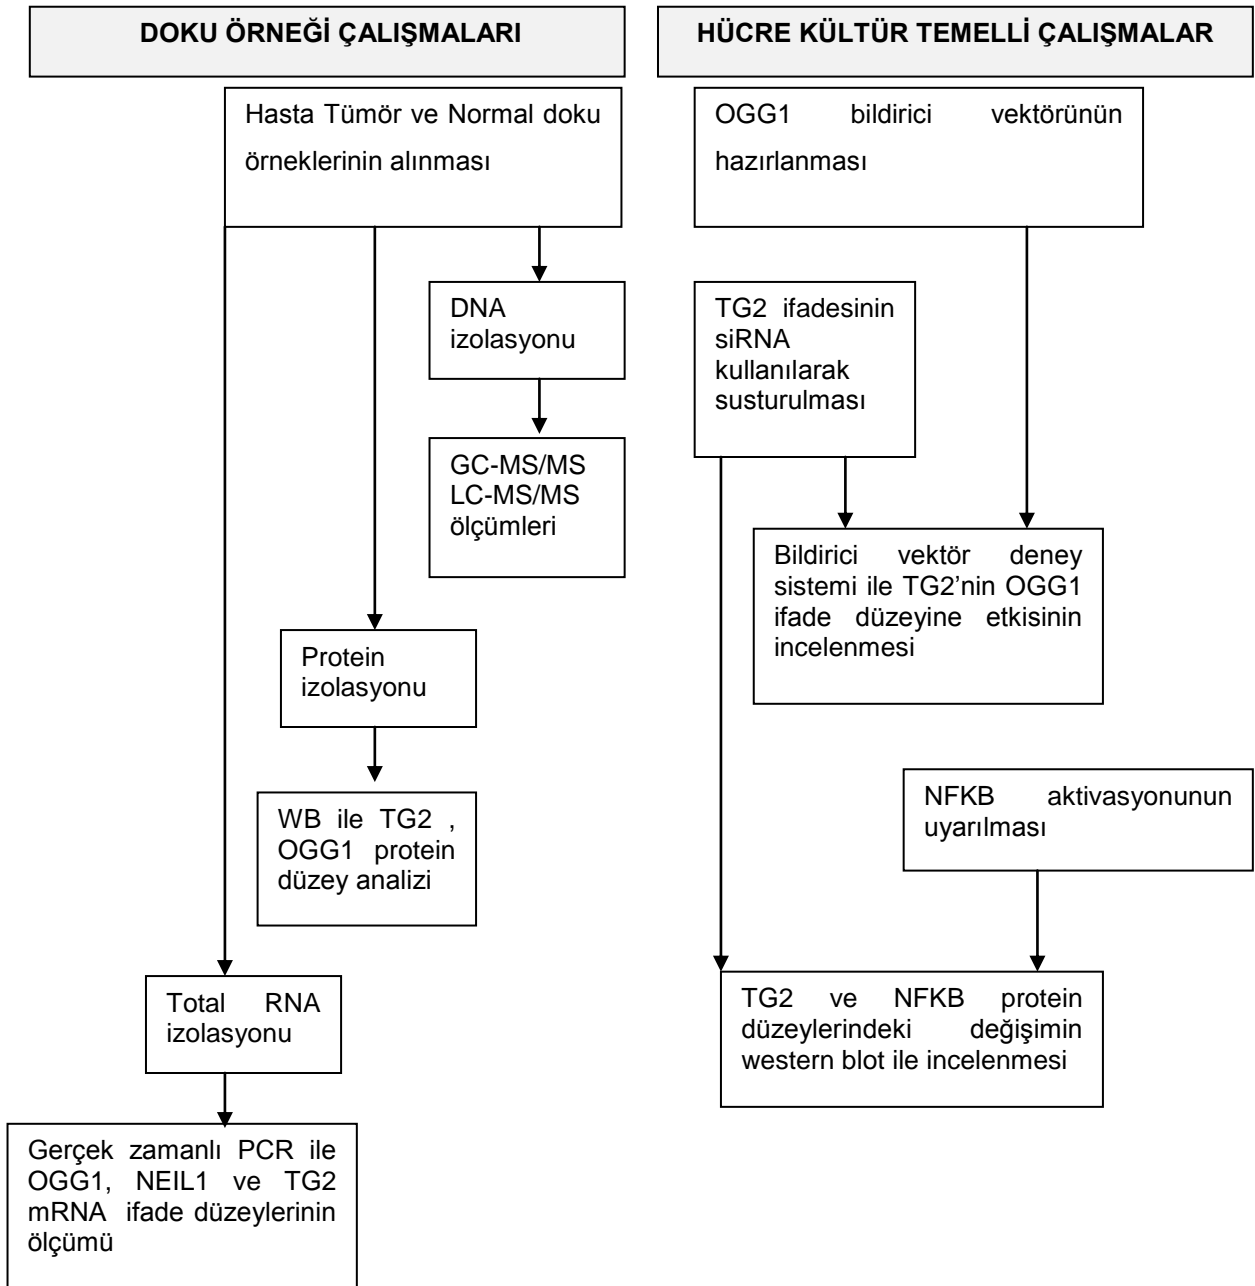 DOKU ÖRNEĞİ ÇALIŞMALARI
Hasta Tümör ve Normal doku
örneklerinin alınması
DNA
izolasyonu
GC-MS/MS
LC-MS/MS
ölçümleri
Protein
izolasyonu
WB ile TG2 ,
OGG1 protein
düzey analizi
Total RNA
izolasyonu
Gerçek zamanlı PCR ile
OGG1, NEIL1 ve TG2
mRNA ifade düzeylerinin
ölçümü
HÜCRE KÜLTÜR TEMELLİ ÇALIŞMALAR
OGG1 bildirici vektörünün
hazırlanması
TG2 ifadesinin
siRNA
kullanılarak
susturulması
Bildirici vektör deney
sistemi ile TG2’nin OGG1
ifade düzeyine etkisinin
incelenmesi
NFKB aktivasyonunun
uyarılması
TG2 ve NFKB protein
düzeylerindeki değişimin
western blot ile incelenmesi